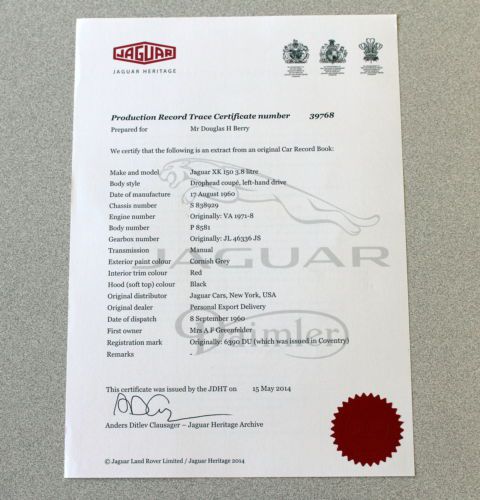 JAGUAR
JAGUAR HERITAGE
Production Record Trace Certificate number 39768
Prepared for Mr Douglas H Berry
We certify that the following is an extract from an original Car Record Book:
Make and model Jaguar XK 150 3.8 litre
Body style Drophead coupé, left-hand drive
Date of manufacture 17 August 1960
Chassis number S 838929
Engine number Originally: VA 1971-8
Body number P 8581
Gearbox number Originally: JL 46336 JS
Transmission Manual
Exterior paint colour Cornish Grey
Interior trim colour Red
Hood (soft top) colour Black
Original distributor Jaguar Cars, New York, USA
Original dealer Personal Export Delivery
Date of dispatch 8 September 1960
First owner Mrs A F Greenfelder
Registration mark Originally: 6390 DU (which was issued in Coventry)
Remarks -
JAGUAR
Daimler
This certificate was issued by the JDHT on 15 May 2014
Anders Ditlev Clausager – Jaguar Heritage Archive
© Jaguar Land Rover Limited / Jaguar Heritage 2014